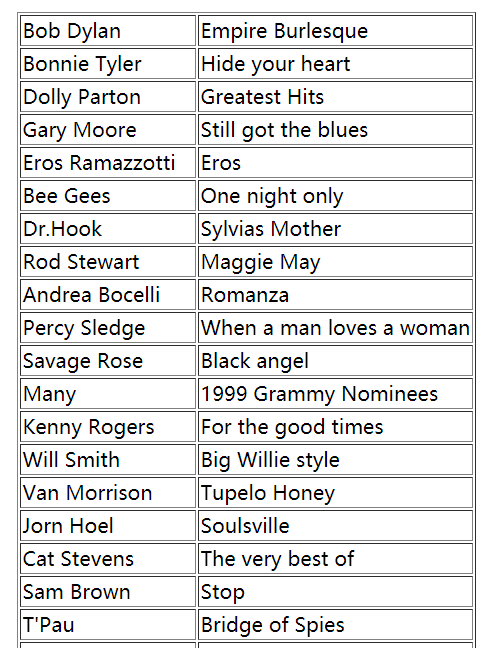 Bob Dylan Empire Burlesque
Bonnie Tyler Hide your heart
Dolly Parton Greatest Hits
Gary Moore Still got the blues
Eros Ramazzotti Eros
Bee Gees One night only
Dr.Hook Sylvias Mother
Rod Stewart Maggie May
Andrea Bocelli Romanza
Percy Sledge When a man loves a woman
Savage Rose Black angel
Many 1999 Grammy Nominees
Kenny Rogers For the good times
Will Smith Big Willie style
Van Morrison Tupelo Honey
Jorn Hoel Soulsville
Cat Stevens The very best of
Sam Brown Stop
T'Pau Bridge of Spies